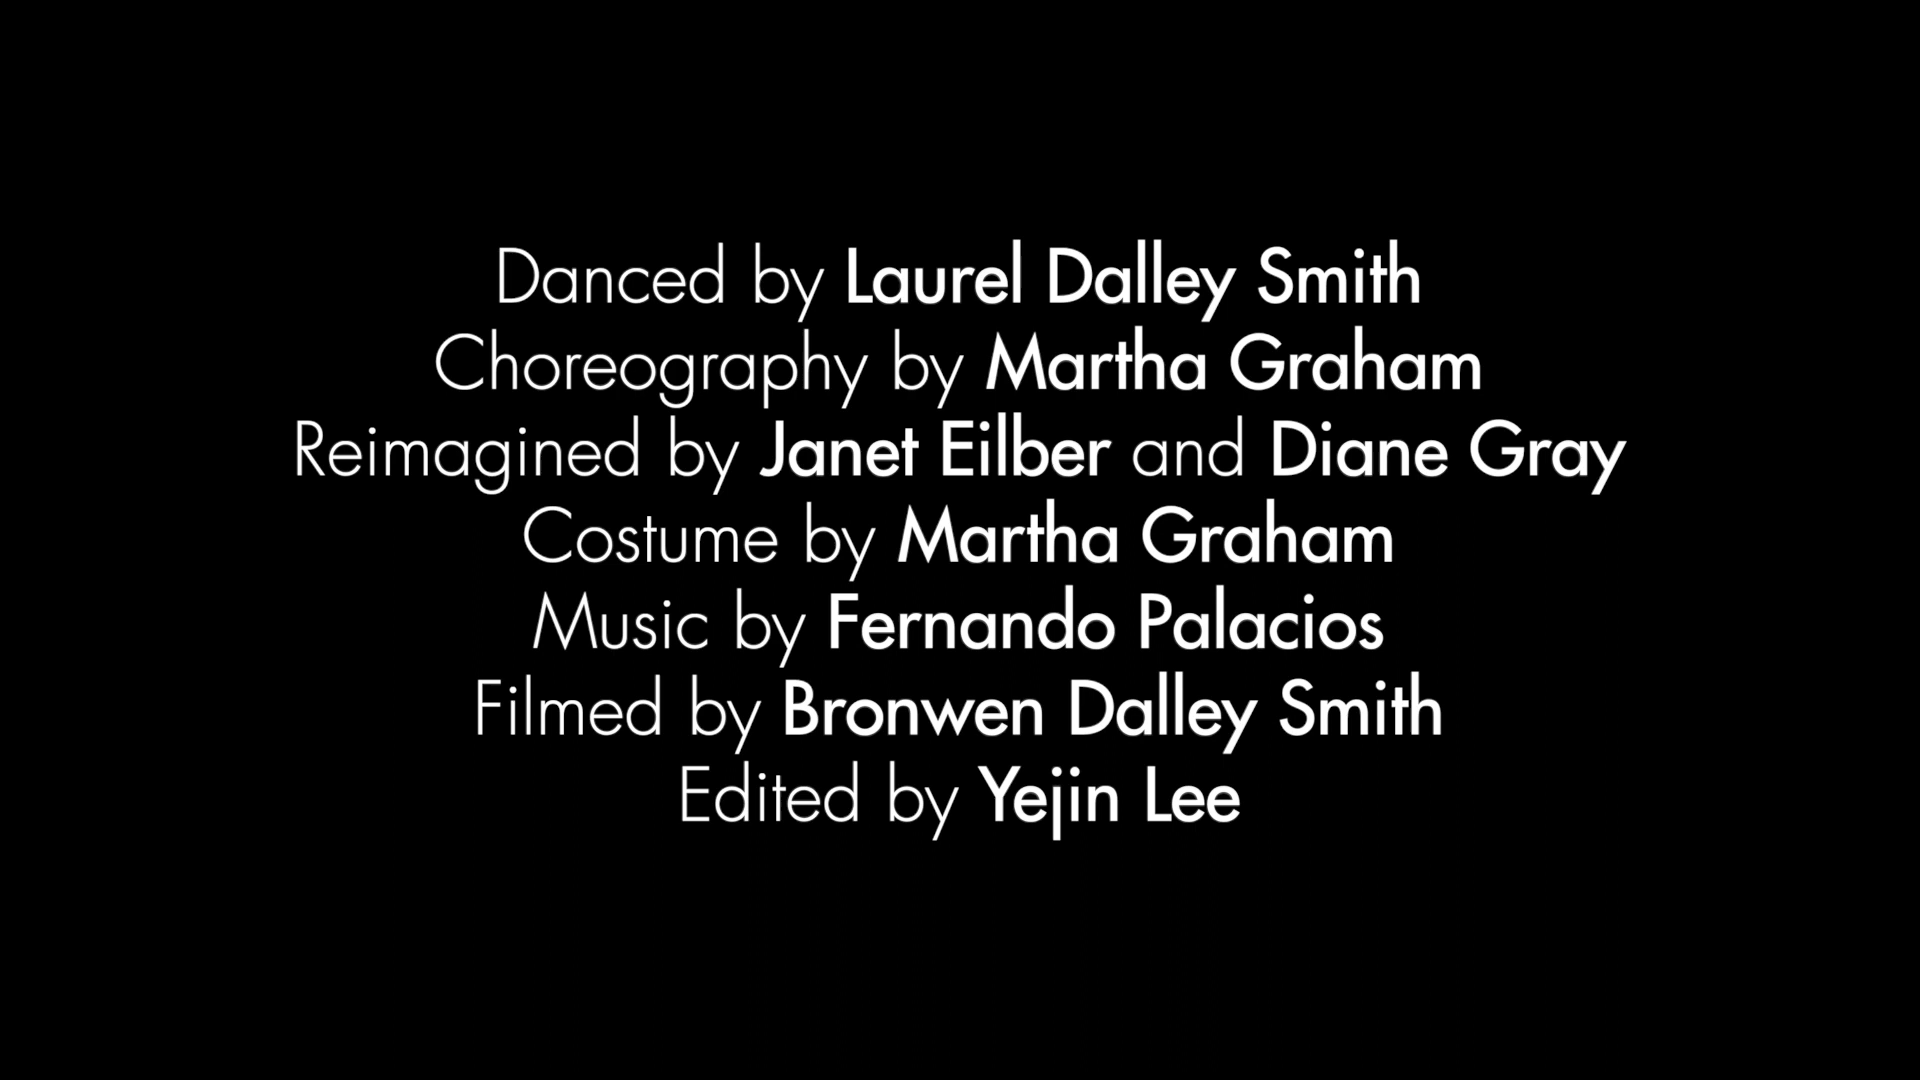 Danced by Laurel Dalley Smith
Choreography by Martha Graham
Reimagined by Janet Eilber and Diane Gray
Costume by Martha Graham
Music by Fernando Palacios
Filmed by Bronwen Dalley Smith
Edited by Yejin Lee